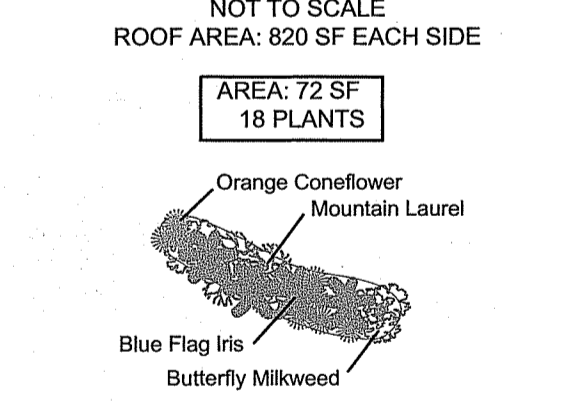 NOT TO SCALE
ROOF AREA: 820 SF EACH SIDE
AREA: 72 SF
18 PLANTS
Orange Coneflower
Mountain Laurel
Blue Flag Iris
Butterfly Milkweed